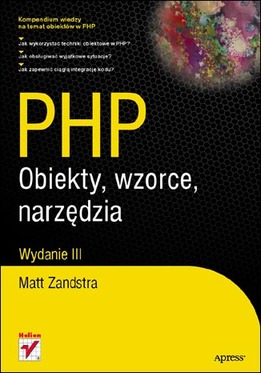 Kompendium wiedzy
na temat obiektów w PHP
Jak wykorzystać techniki obiektowe w PHP?
Jak obsługiwać wyjątkowe sytuacje?
Jak zapewnić ciągłą integrację kodu?
PHP
Obiekty, wzorce,
narzędzia
Wydanie III
Matt Zandstra
Helion
Apress®